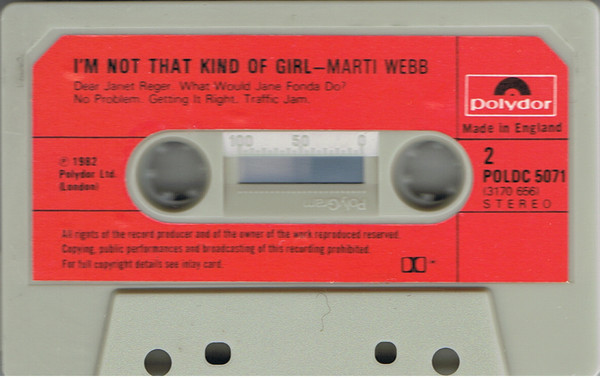 I'M NOT THAT KIND OF GIRL—MARTI WEBB
Dear Janet Reger. What Would Jane Fonda Do?
No Problem. Getting It Right. Traffic Jam.
polydor
Made in England
℗ 1982
Polydor Ltd.
(London)
100 50 0
PolyGram
2
POLDC 5071
(3170 656)
STEREO
All rights of the record producer and of the owner of the work reproduced reserved.
Copying, public performances and broadcasting of this recording prohibited.
For full copyright details see inlay card.